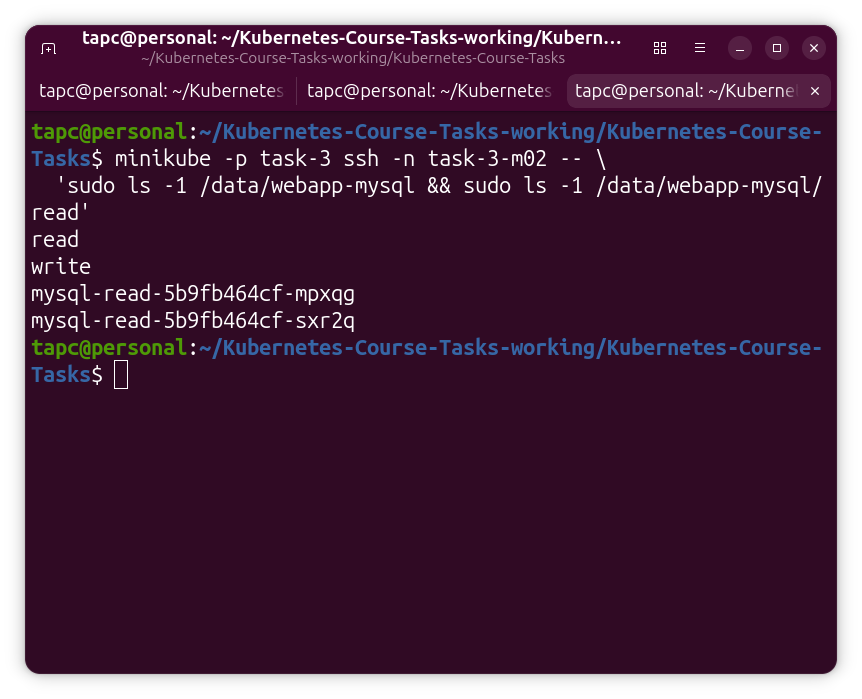 tapc@personal: ~/Kubernetes-Course-Tasks-working/Kubern...
~/Kubernetes-Course-Tasks-working/Kubernetes-Course-Tasks
tapc@personal: ~/Kubernetes
tapc@personal: ~/Kubernetes
tapc@personal: ~/Kubernet
tapc@personal:~/Kubernetes-Course-Tasks-working/Kubernetes-Course-
Tasks$ minikube -p task-3 ssh -n task-3-m02 -- \
  'sudo ls -1 /data/webapp-mysql && sudo ls -1 /data/webapp-mysql/
read'
read
write
mysql-read-5b9fb464cf-mpxqg
mysql-read-5b9fb464cf-sxr2q
tapc@personal:~/Kubernetes-Course-Tasks-working/Kubernetes-Course-
Tasks$